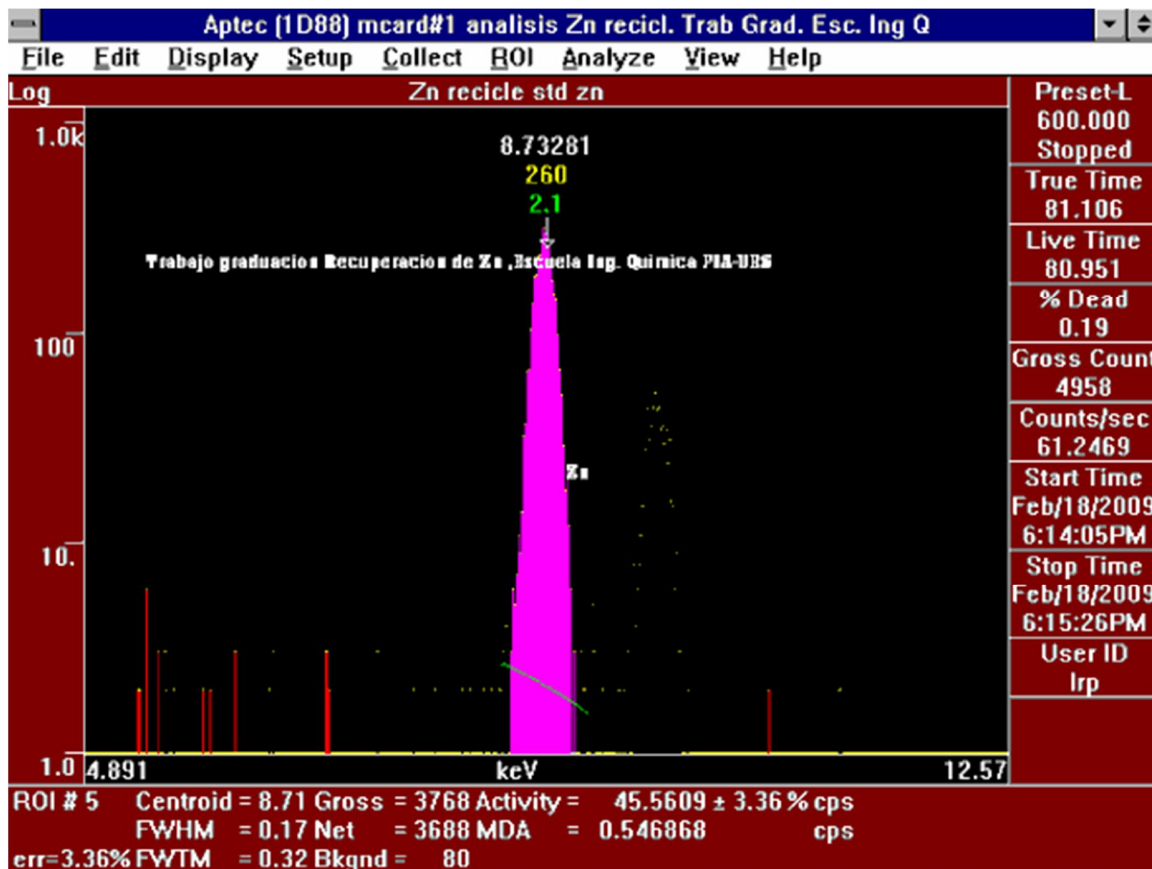 Aptec (1D88) mcard#1 analisis Zn recicl. Trab Grad. Esc. Ing Q
File Edit Display Setup Collect ROI Analyze View Help
Log Zn recicle std zn
Preset-L
600.000
Stopped
True Time
81.106
Live Time
80.951
% Dead
0.19
Gross Count
4958
Counts/sec
61.2469
Start Time
Feb/18/2009
6:14:05PM
Stop Time
Feb/18/2009
6:15:26PM
User ID
lrp
1.0k
8.73281
260
2.1
Trabajo graduacion Recuperacion de Zn ,Escuela Ing. Quimica PIA-URS
100
Zn
10.
1.0 4.891 keV 12.57
ROI # 5 Centroid = 8.71 Gross = 3768 Activity = 45.5609 ± 3.36 % cps
FWHM = 0.17 Net = 3688 MDA = 0.546868 cps
err=3.36% FWTM = 0.32 Bkgnd = 80